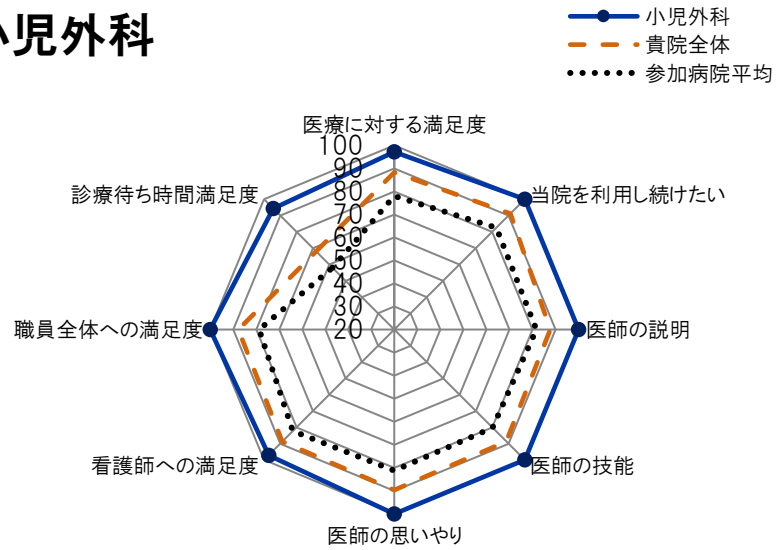 小児外科
小児外科
貴院全体
参加病院平均
医療に対する満足度
100
90
80
70
60
50
40
30
20
診療待ち時間満足度
当院を利用し続けたい
職員全体への満足度
医師の説明
看護師への満足度
医師の技能
医師の思いやり